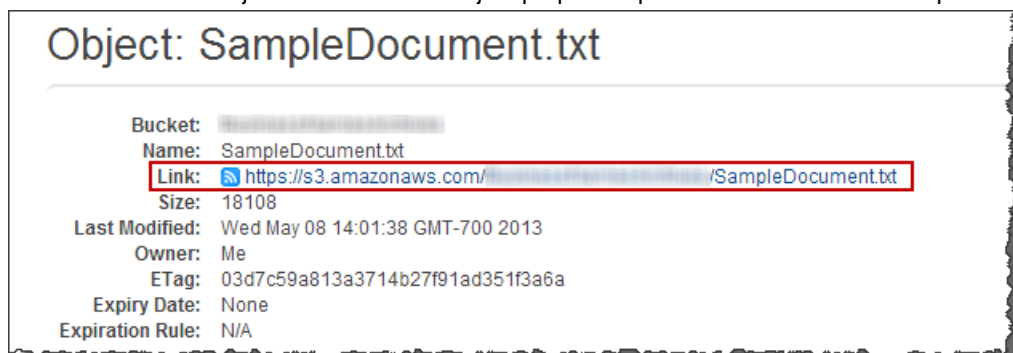 Object: SampleDocument.txt
Bucket:
Name: SampleDocument.txt
Link: https://s3.amazonaws.com/ /SampleDocument.txt
Size: 18108
Last Modified: Wed May 08 14:01:38 GMT-700 2013
Owner: Me
ETag: 03d7c59a813a3714b27f91ad351f3a6a
Expiry Date: None
Expiration Rule: N/A